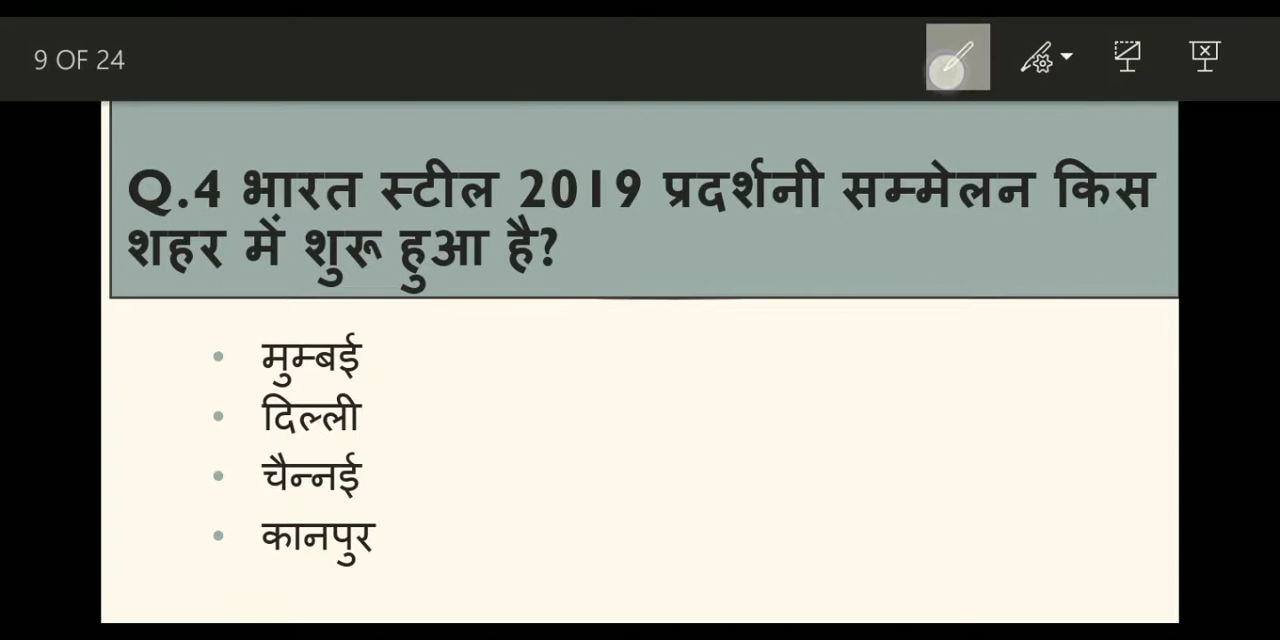 9 OF 24
Q.4 भारत स्टील 2019 प्रदर्शनी सम्मेलन किस
शहर में शुरू हुआ है?
• मुम्बई
• दिल्ली
• चैन्नई
• कानपुर